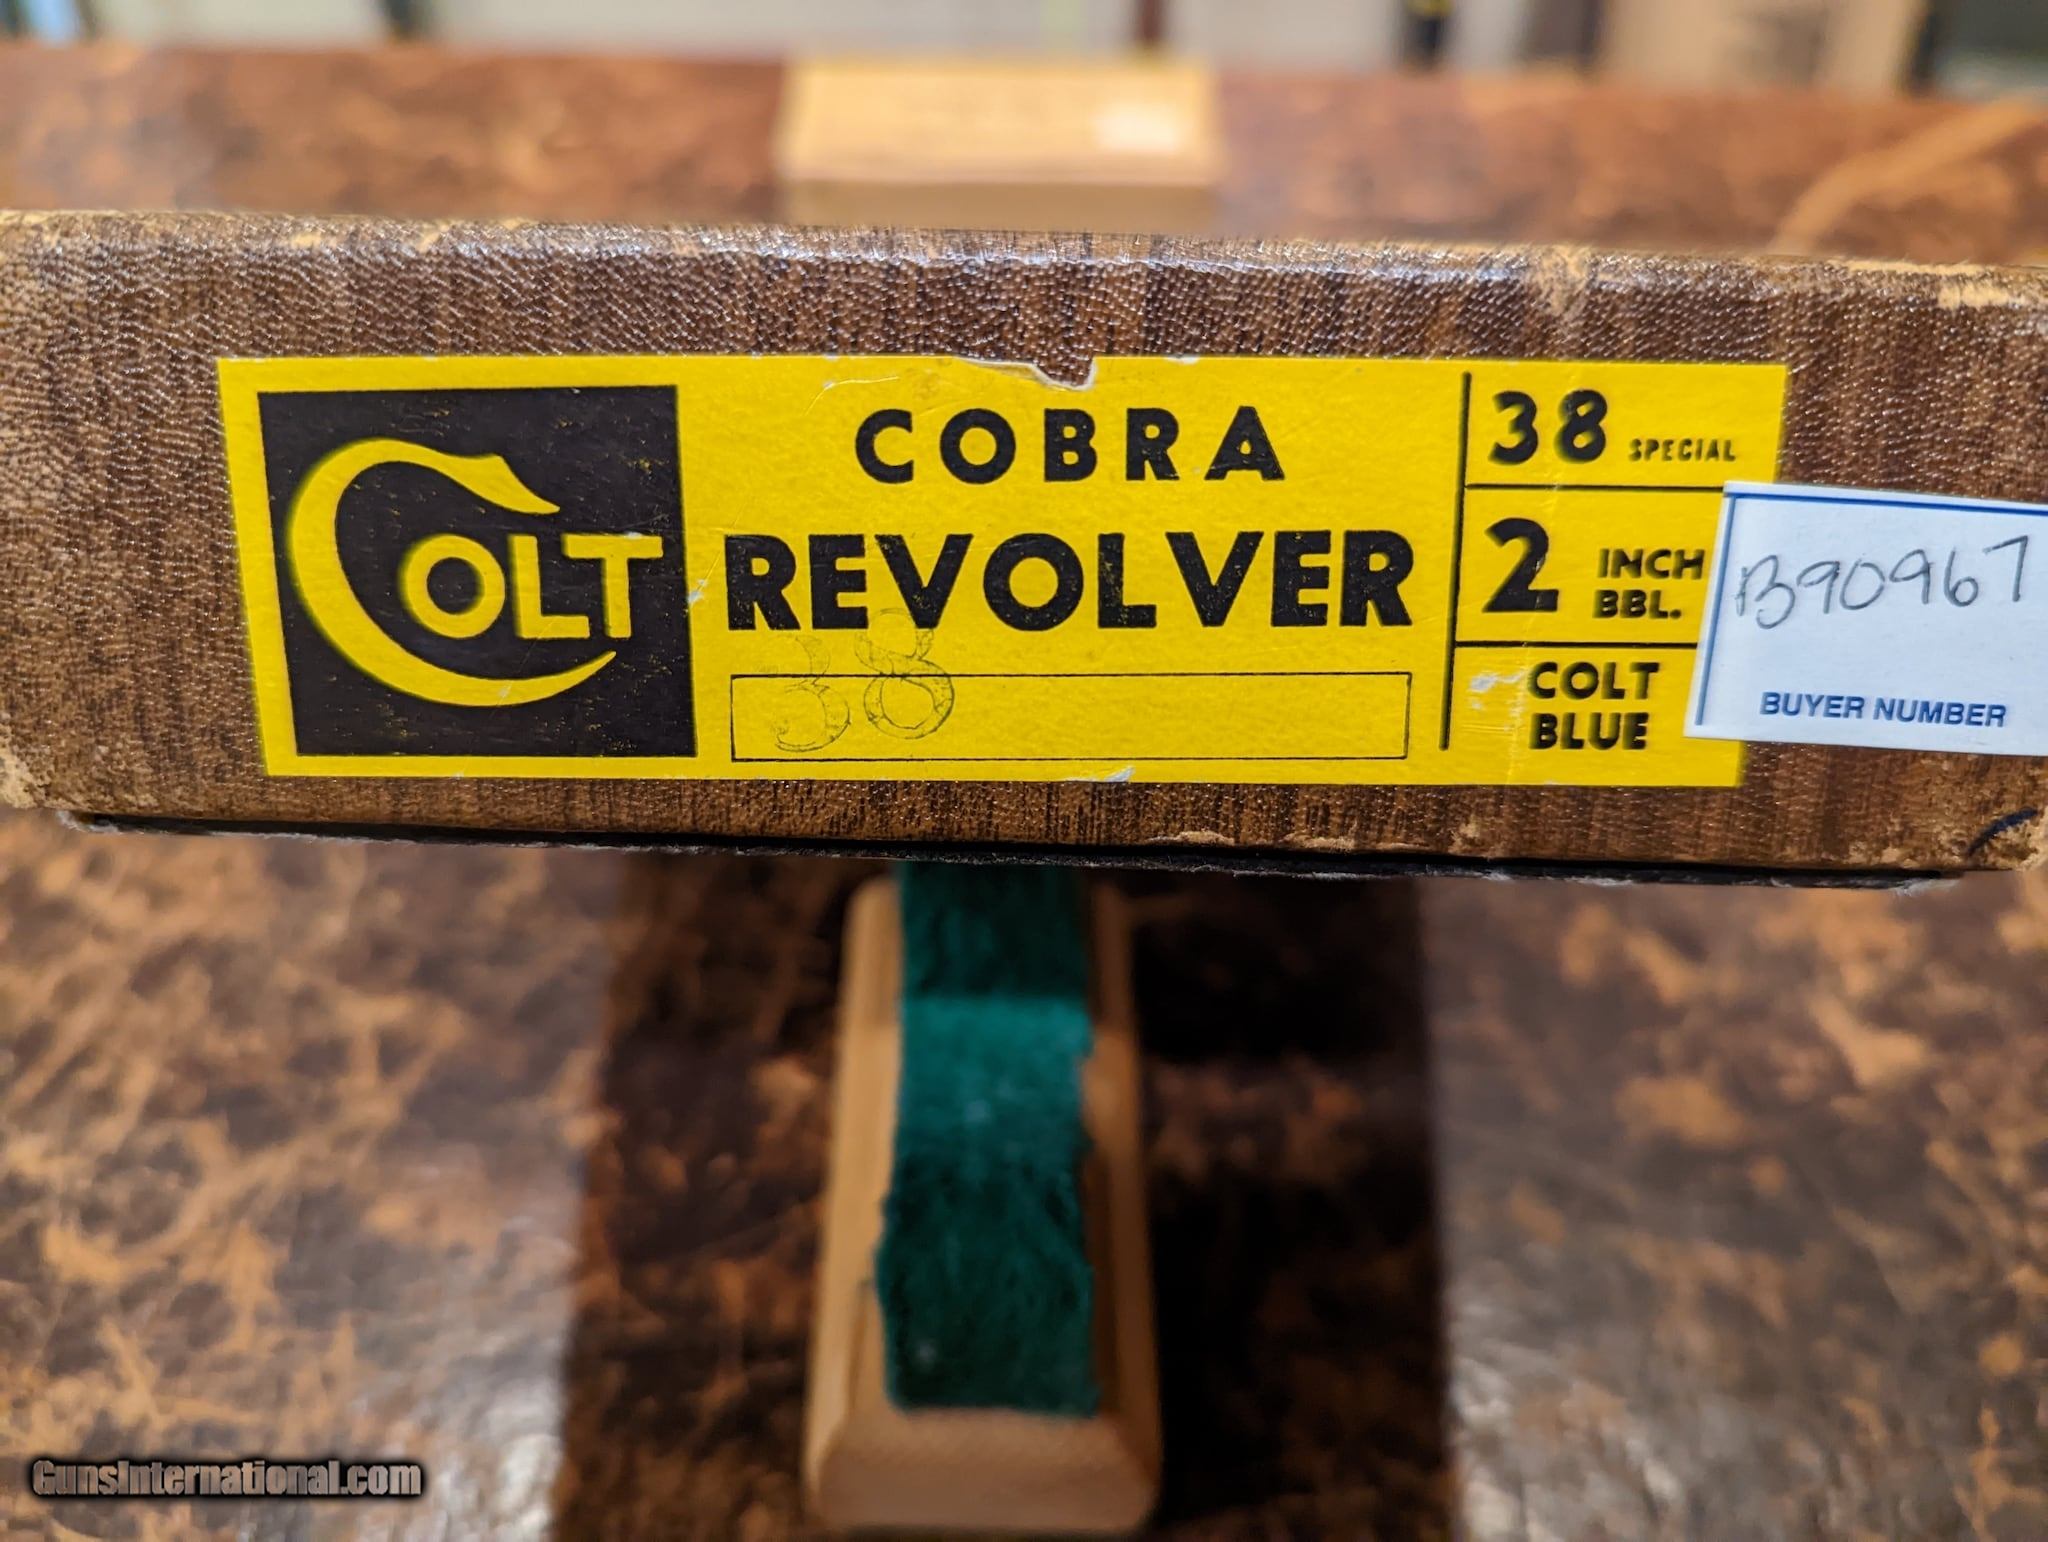 COLT
COBRA
REVOLVER
38
38 SPECIAL
2 INCH
BBL.
COLT
BLUE
B90967
BUYER NUMBER
GunsInternational.com